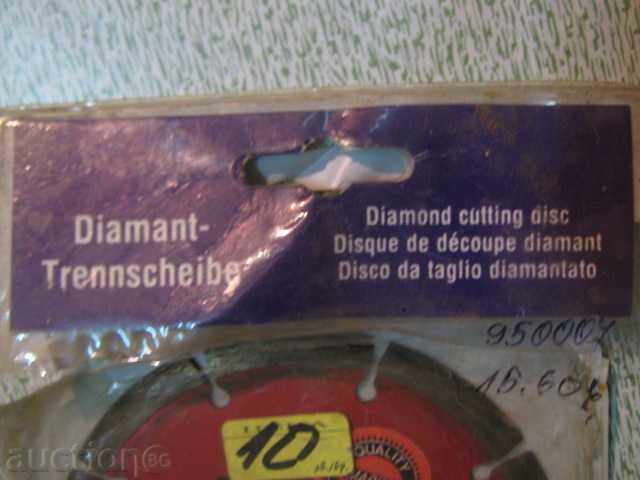 Diamant-
Trennscheibe
Diamond cutting disc
Disque de découpe diamant
Disco da taglio diamantato
15.60
10
QUALITY
auction BG